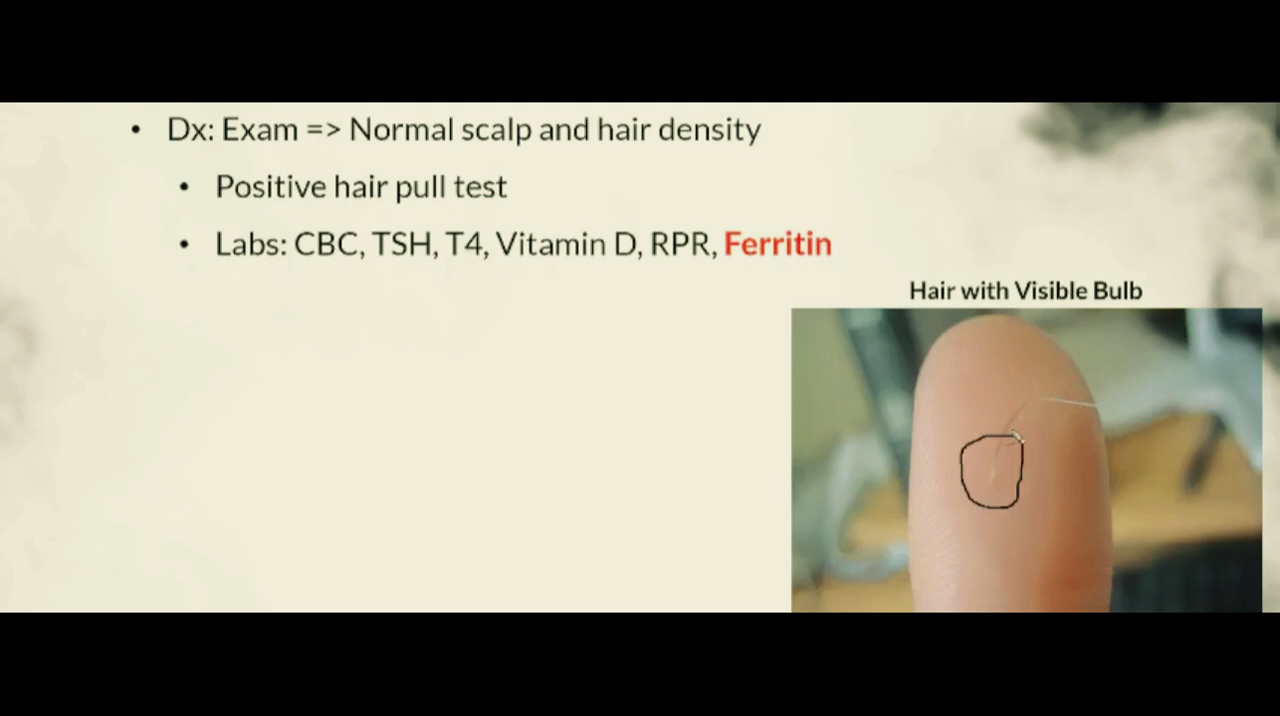 • Dx: Exam => Normal scalp and hair density
• Positive hair pull test
• Labs: CBC, TSH, T4, Vitamin D, RPR, Ferritin
Hair with Visible Bulb